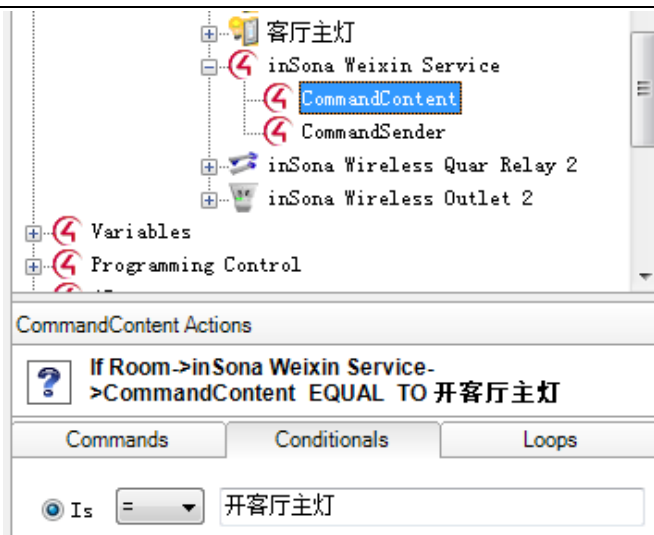 客厅主灯
inSona Weixin Service
CommandContent
CommandSender
inSona Wireless Quar Relay 2
inSona Wireless Outlet 2
Variables
Programming Control
CommandContent Actions
If Room->inSona Weixin Service-
>CommandContent EQUAL TO 开客厅主灯
Commands Conditionals Loops
Is = 开客厅主灯